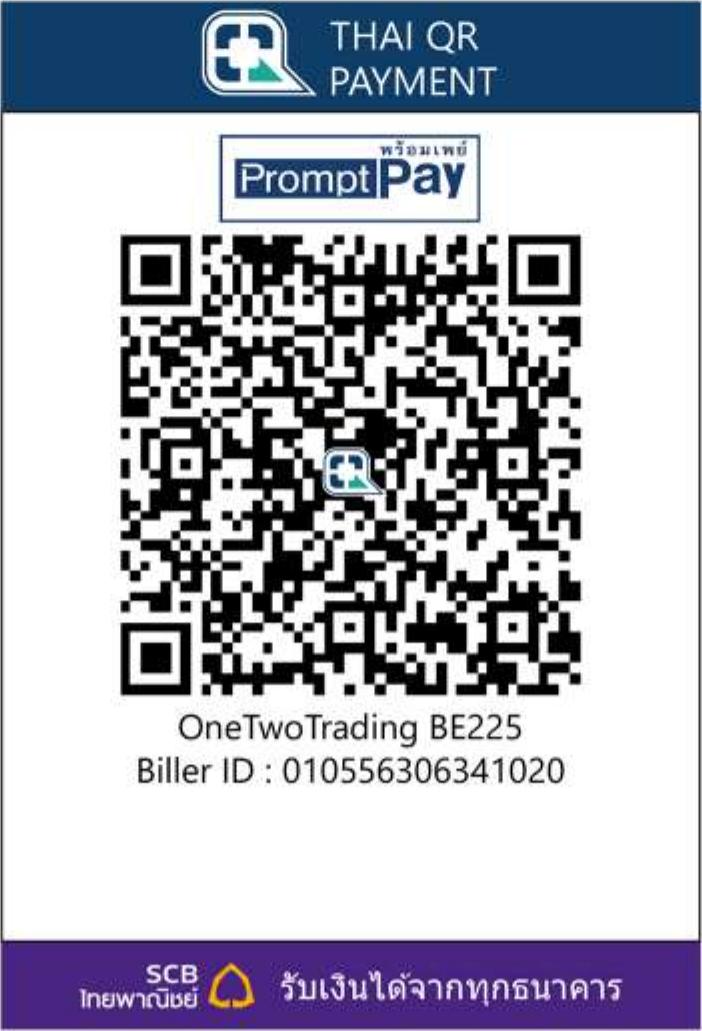 THAI QR
PAYMENT
พร้อมเพย์
PromptPay
OneTwoTrading BE225
Biller ID : 010556306341020
SCB
ไทยพาณิชย์
รับเงินได้จากทุกธนาคาร